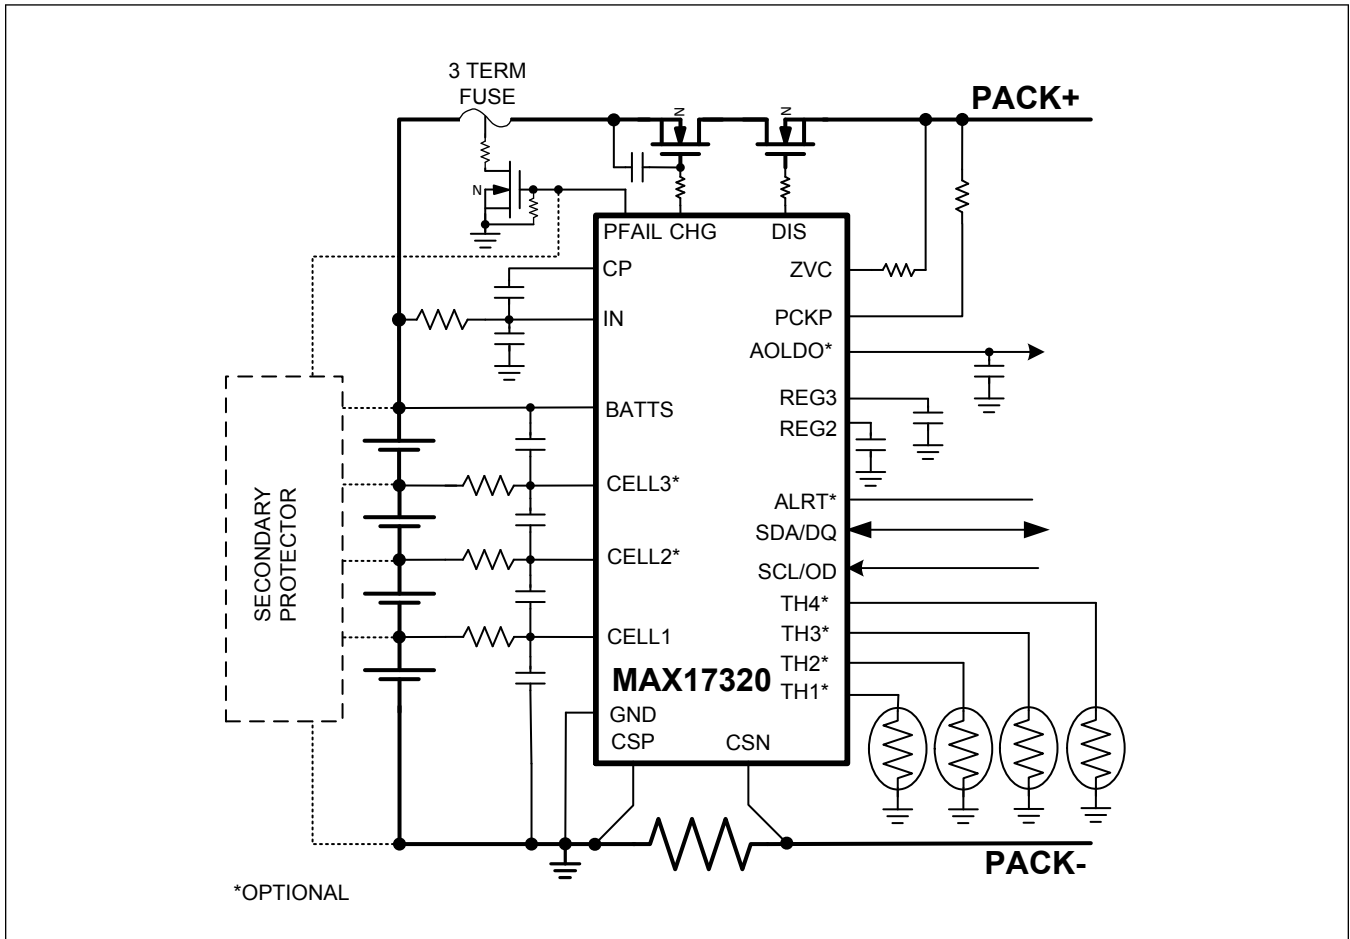 3 TERM
FUSE
PACK+
N
N
N
PFAIL CHG DIS
CP
ZVC
IN
PCKP
AOLDO*
BATTS
REG3
REG2
CELL3*
ALRT*
SDA/DQ
CELL2*
SCL/OD
TH4*
CELL1
TH3*
TH2*
MAX17320
TH1*
GND
CSP CSN
SECONDARY
PROTECTOR
PACK-
*OPTIONAL